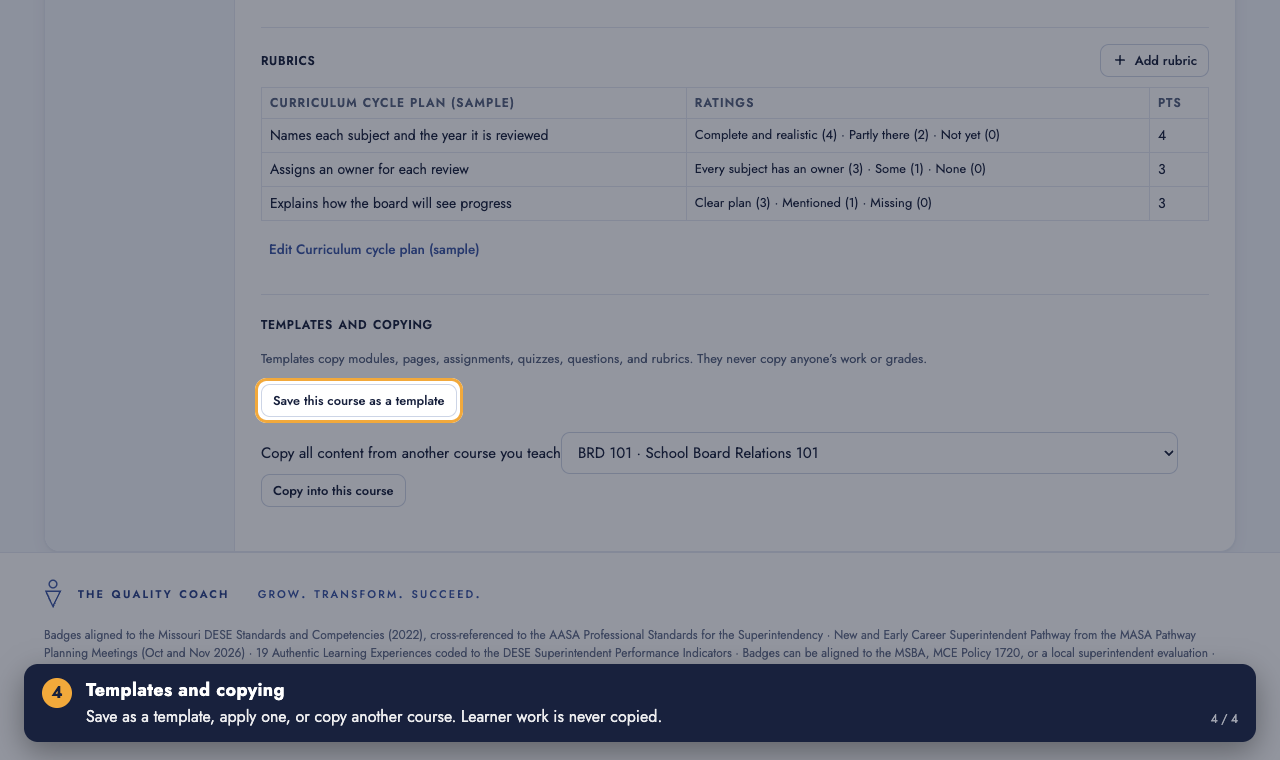 RUBRICS
+ Add rubric
CURRICULUM CYCLE PLAN (SAMPLE) RATINGS PTS
Names each subject and the year it is reviewed Complete and realistic (4) · Partly there (2) · Not yet (0) 4
Assigns an owner for each review Every subject has an owner (3) · Some (1) · None (0) 3
Explains how the board will see progress Clear plan (3) · Mentioned (1) · Missing (0) 3
Edit Curriculum cycle plan (sample)
TEMPLATES AND COPYING
Templates copy modules, pages, assignments, quizzes, questions, and rubrics. They never copy anyone's work or grades.
Save this course as a template
Copy all content from another course you teach BRD 101 · School Board Relations 101
Copy into this course
THE QUALITY COACH GROW. TRANSFORM. SUCCEED.
Badges aligned to the Missouri DESE Standards and Competencies (2022), cross-referenced to the AASA Professional Standards for the Superintendency · New and Early Career Superintendent Pathway from the MASA Pathway
Planning Meetings (Oct and Nov 2026) · 19 Authentic Learning Experiences coded to the DESE Superintendent Performance Indicators · Badges can be aligned to the MSBA, MCE Policy 1720, or a local superintendent evaluation ·
4 Templates and copying
Save as a template, apply one, or copy another course. Learner work is never copied.
4 / 4